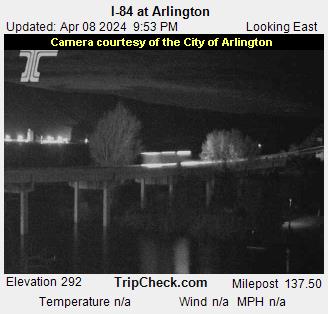 I-84 at Arlington
Updated: Apr 08 2024 9:53 PM Looking East
Camera courtesy of the City of Arlington
Elevation 292 TripCheck.com Milepost 137.50
Temperature n/a Wind n/a MPH n/a